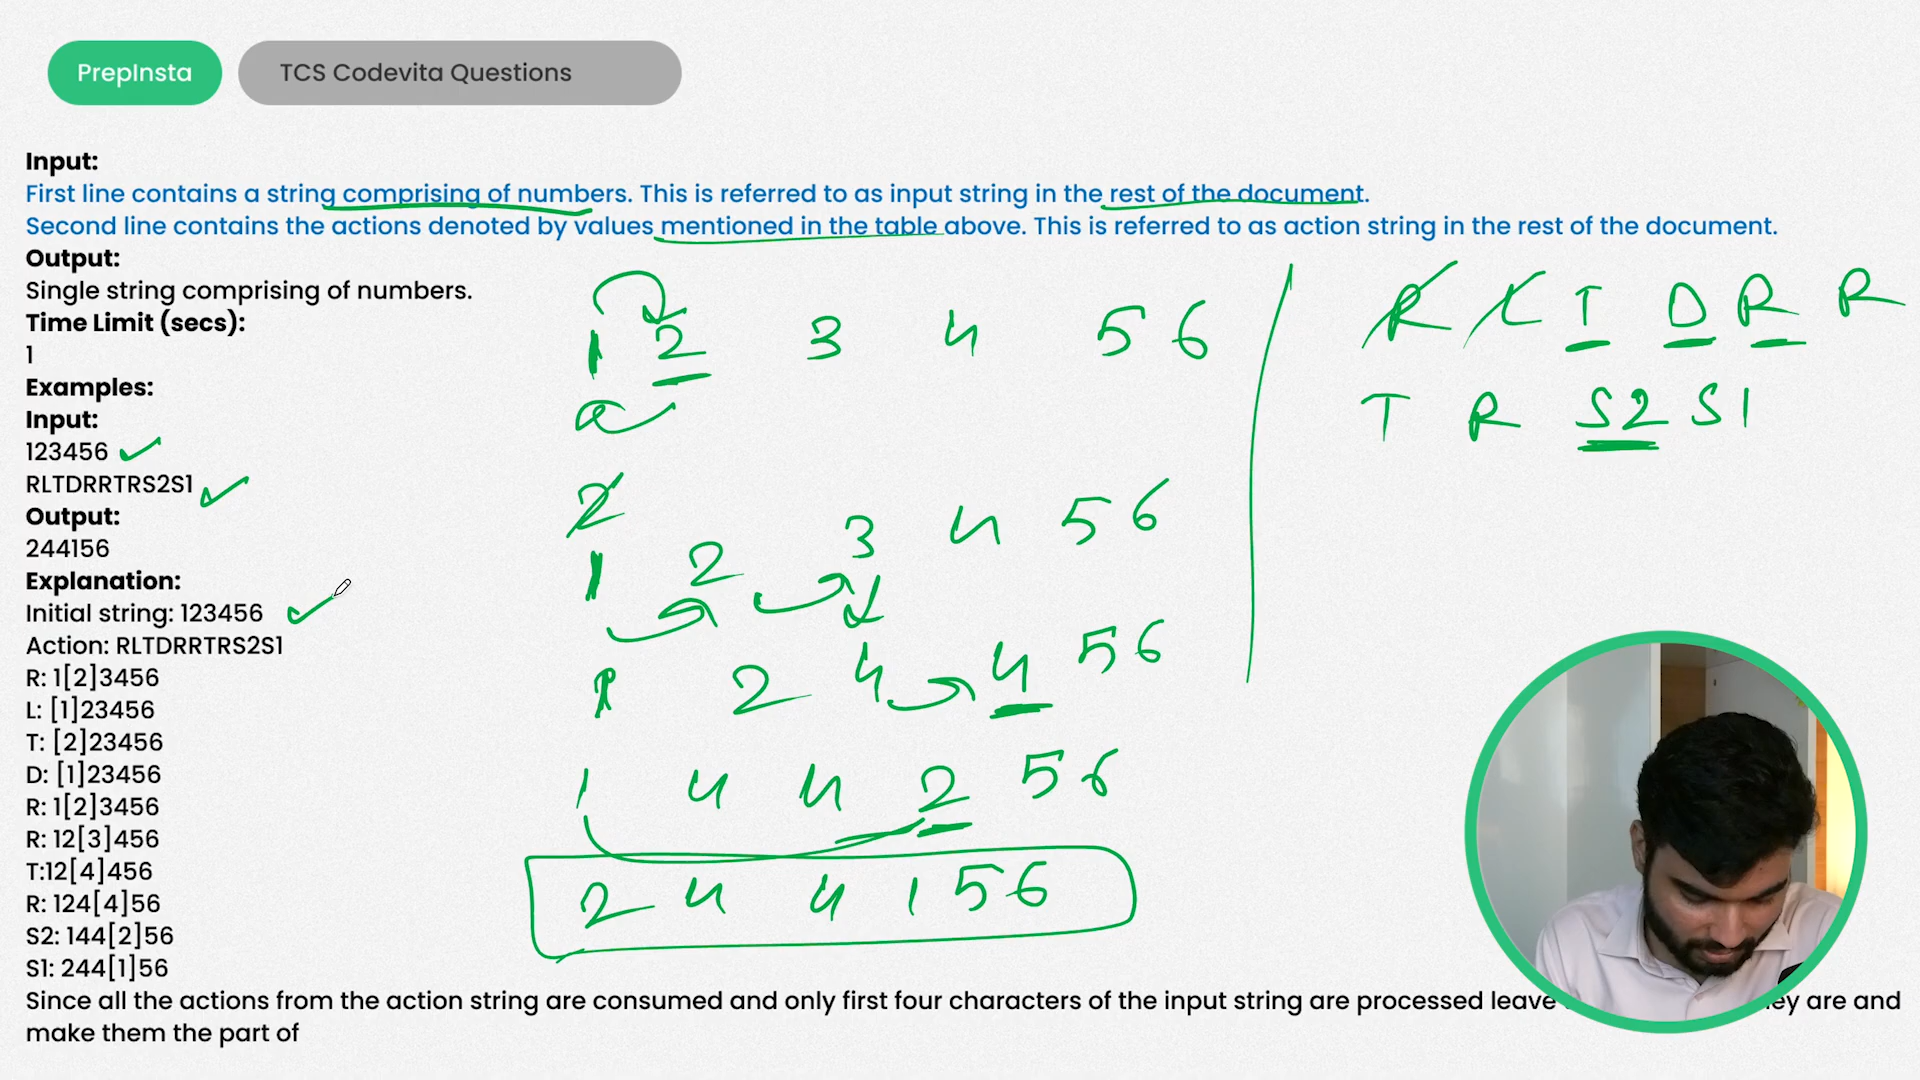 PrepInsta
TCS Codevita Questions
Input:
First line contains a string comprising of numbers. This is referred to as input string in the rest of the document.
Second line contains the actions denoted by values mentioned in the table above. This is referred to as action string in the rest of the document.
Output:
Single string comprising of numbers.
Time Limit (secs):
1
Examples:
Input:
123456
RLTDRRTRS2S1
Output:
244156
Explanation:
Initial string: 123456
Action: RLTDRRTRS2S1
R: 1[2]3456
L: [1]23456
T: [2]23456
D: [1]23456
R: 1[2]3456
R: 12[3]456
T:12[4]456
R: 124[4]56
S2: 144[2]56
S1: 244[1]56
Since all the actions from the action string are consumed and only first four characters of the input string are processed leave ey are and
make them the part of
1 2 3 4 5 6
2
1 2 3 4 5 6
1 2 4 4 5 6
1 4 4 2 5 6
2 4 4 1 5 6
R L T D R R
T R S2 S1